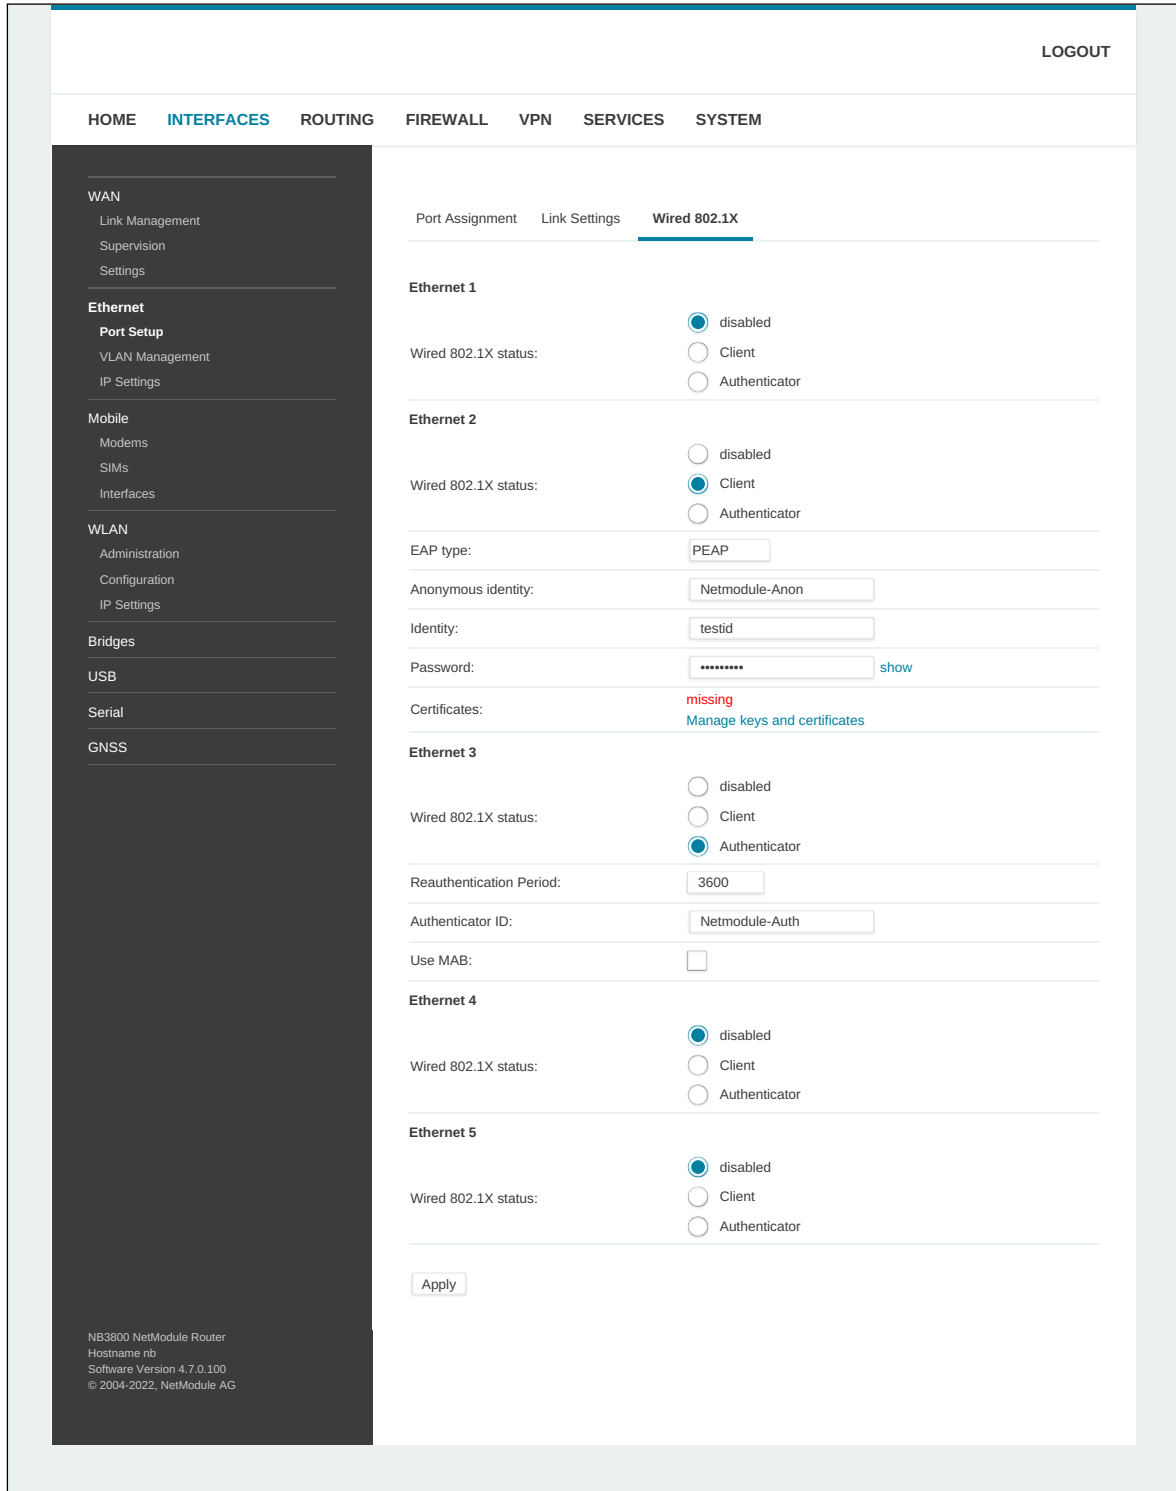 LOGOUT
HOME INTERFACES ROUTING FIREWALL VPN SERVICES SYSTEM
WAN
Link Management
Supervision
Settings
Ethernet
Port Setup
VLAN Management
IP Settings
Mobile
Modems
SIMs
Interfaces
WLAN
Administration
Configuration
IP Settings
Bridges
USB
Serial
GNSS
NB3800 NetModule Router
Hostname nb
Software Version 4.7.0.100
© 2004-2022, NetModule AG
Port Assignment Link Settings Wired 802.1X
Ethernet 1
Wired 802.1X status:
disabled
Client
Authenticator
Ethernet 2
Wired 802.1X status:
disabled
Client
Authenticator
EAP type: PEAP
Anonymous identity: Netmodule-Anon
Identity: testid
Password: ••••••••• show
Certificates:
missing
Manage keys and certificates
Ethernet 3
Wired 802.1X status:
disabled
Client
Authenticator
Reauthentication Period: 3600
Authenticator ID: Netmodule-Auth
Use MAB:
Ethernet 4
Wired 802.1X status:
disabled
Client
Authenticator
Ethernet 5
Wired 802.1X status:
disabled
Client
Authenticator
Apply